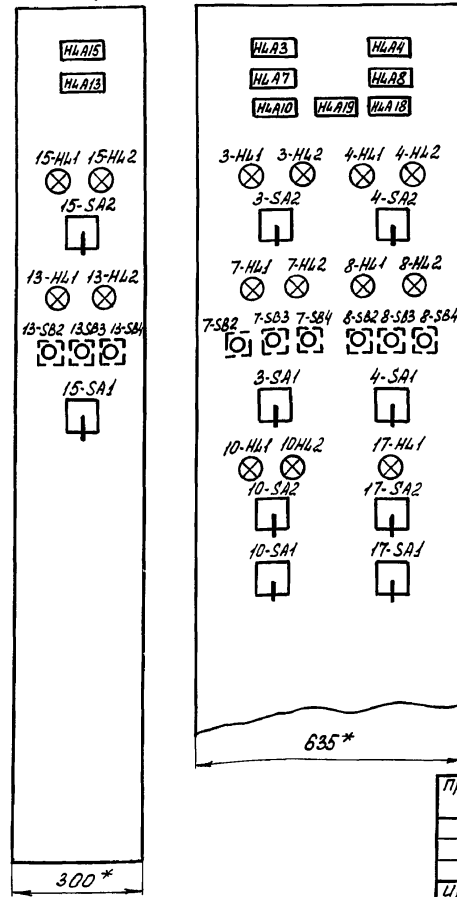 HLA15
HLA13
15-HL1 15-HL2
15-SA2
13-HL1 13-HL2
13-SB2 13SB3 13-SB4
15-SA1
300*
HLA3 HLA4
HLA7 HLA8
HLA10 HLA19 HLA18
3-HL1 3-HL2 4-HL1 4-HL2
3-SA2 4-SA2
7-HL1 7-HL2 8-HL1 8-HL2
7-SB2 7-SB3 7-SB4 8-SB2 8-SB3 8-SB4
3-SA1 4-SA1
10-HL1 10HL2 17-HL1
10-SA2 17-SA2
10-SA1 17-SA1
635*